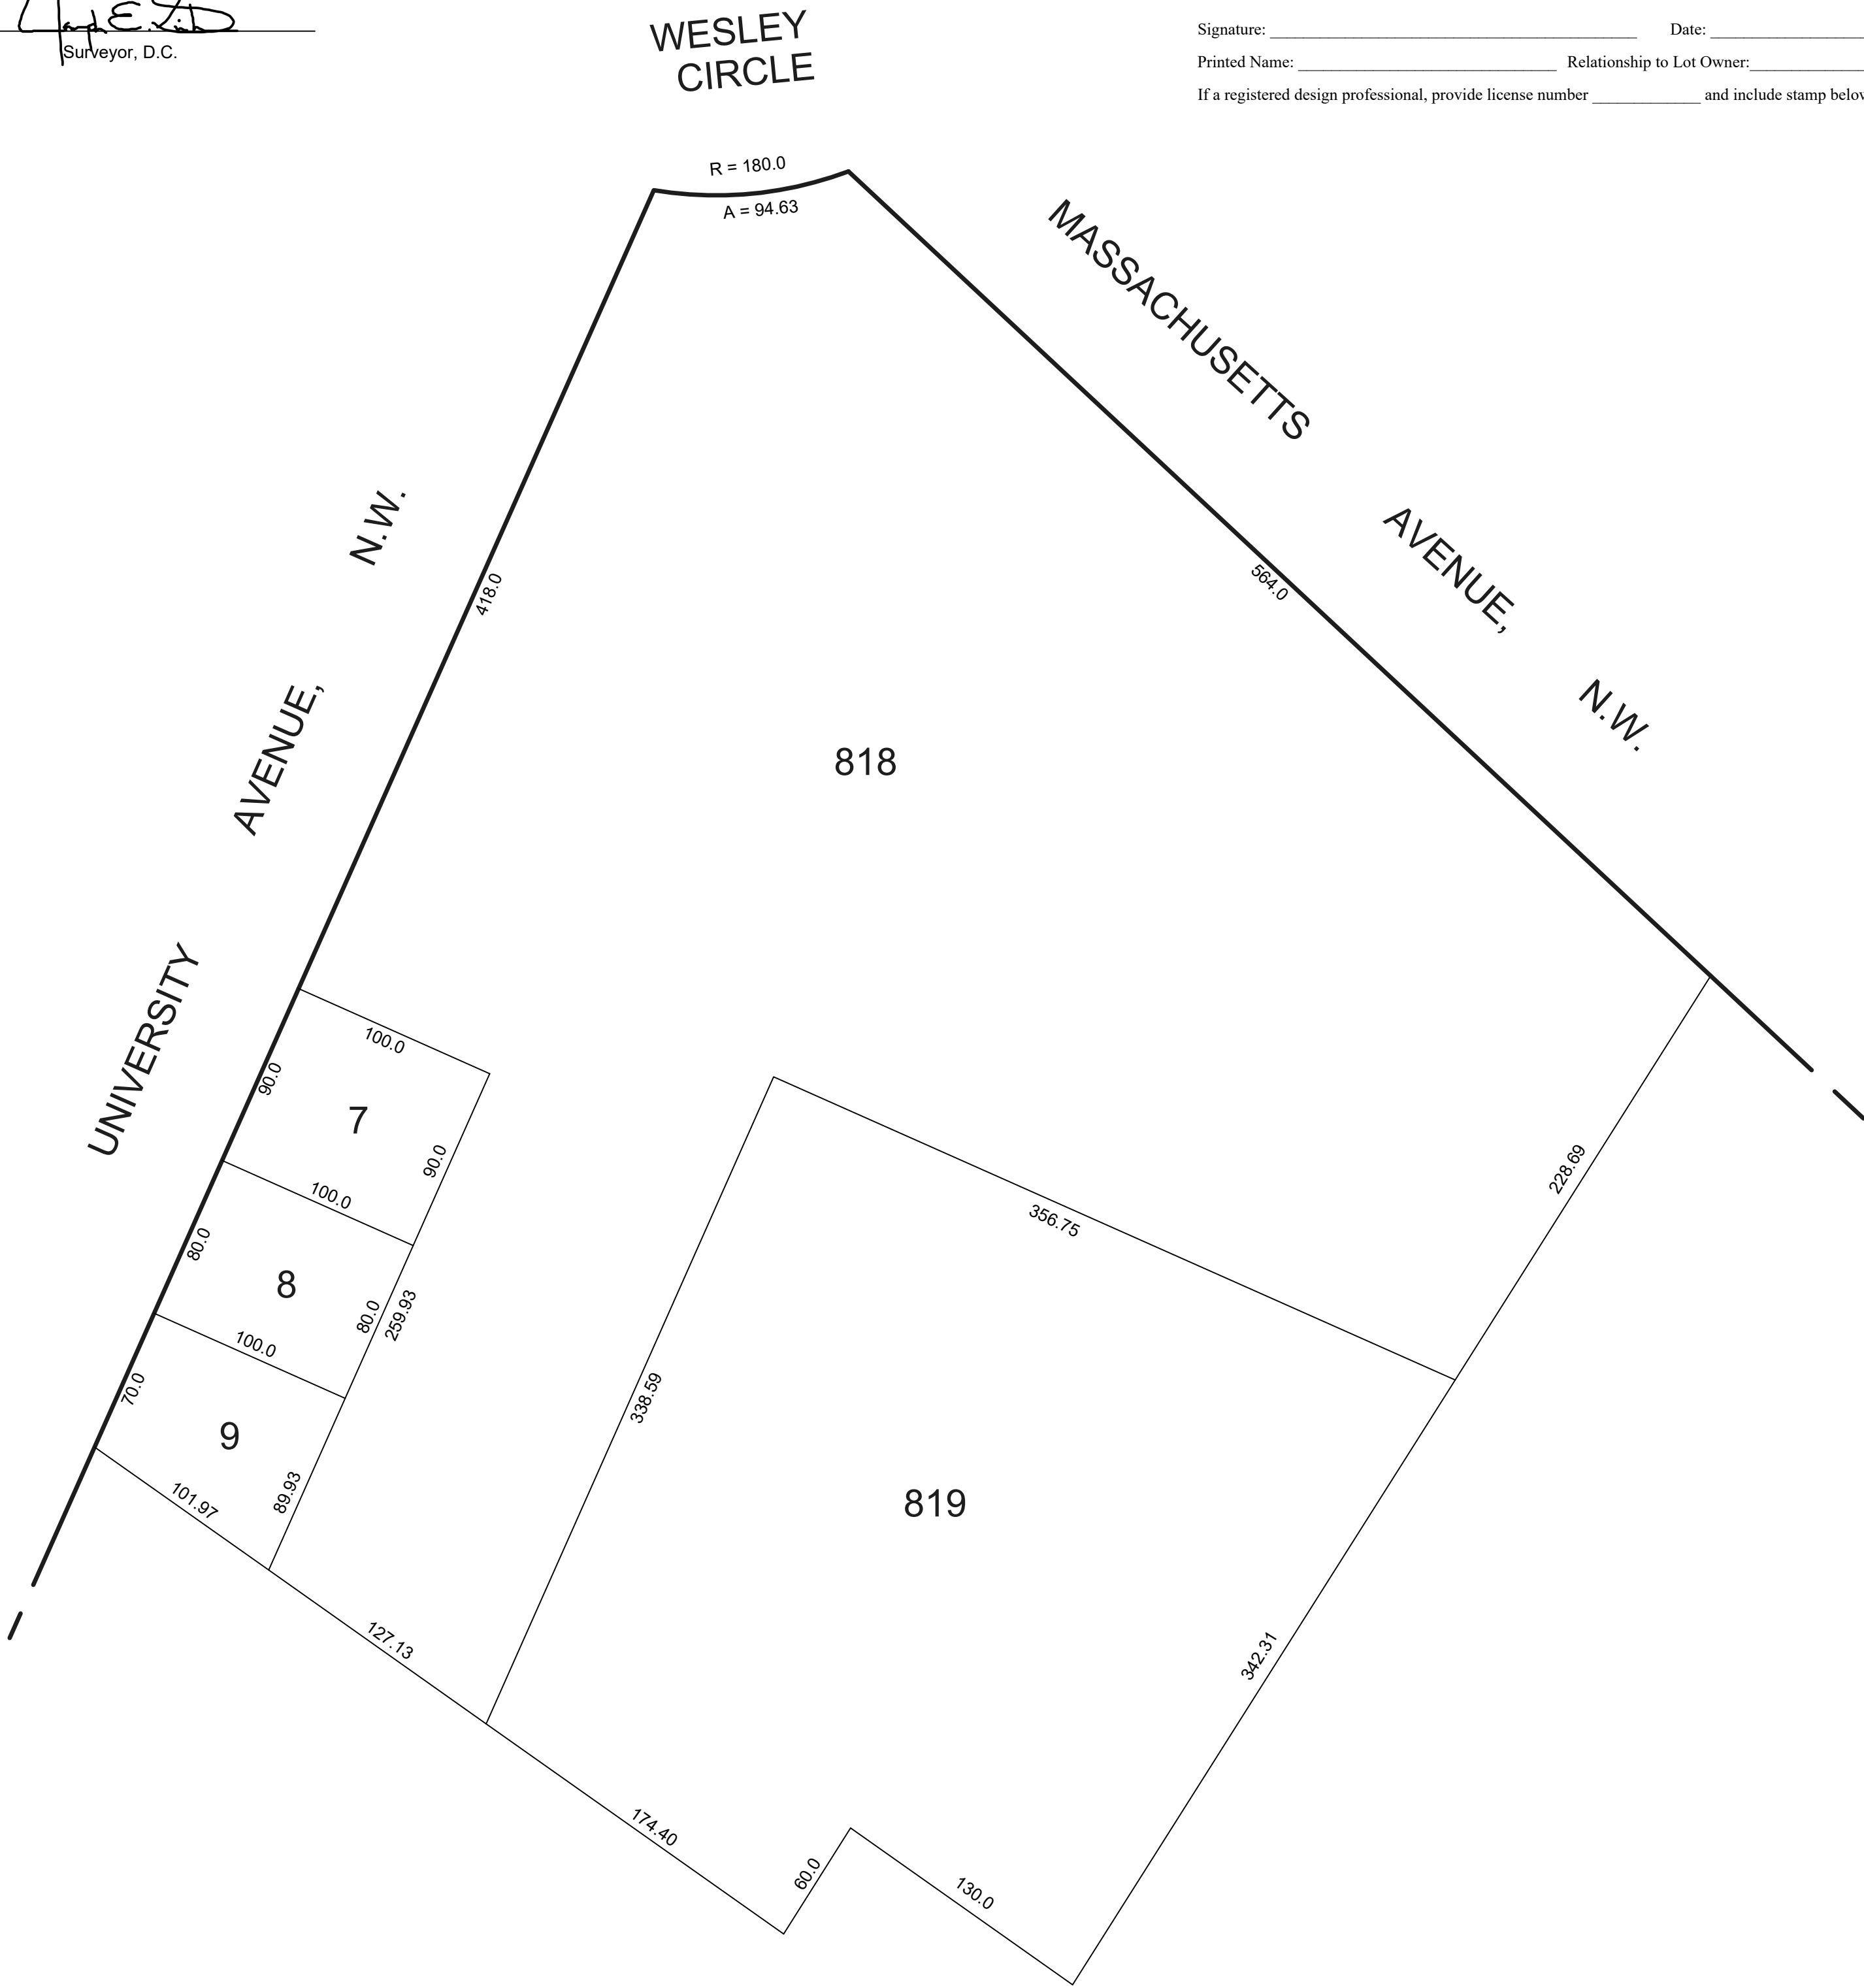 Surveyor, D.C.
Signature: Date:
Printed Name: Relationship to Lot Owner:
If a registered design professional, provide license number and include stamp below
WESLEY
CIRCLE
R = 180.0
A = 94.63
MASSACHUSETTS AVENUE, N.W.
UNIVERSITY AVENUE, N.W.
418.0
564.0
818
100.0
90.0
7
90.0
100.0
80.0
8
80.0
259.93
100.0
70.0
9
89.93
101.97
127.13
228.69
356.75
338.59
819
342.31
174.40
60.0
130.0